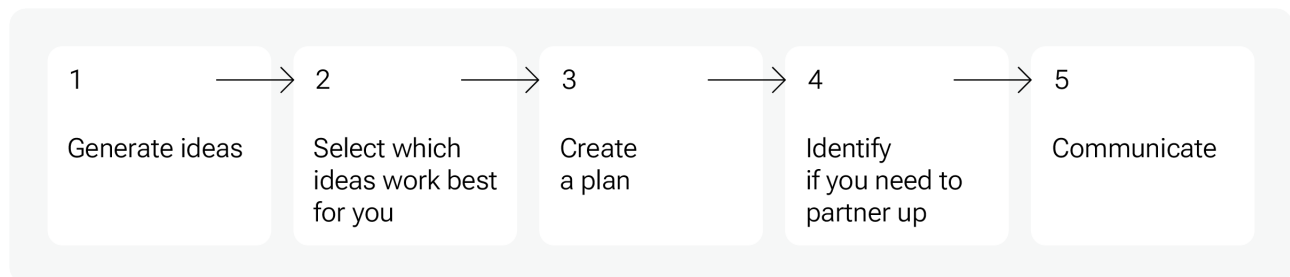 1
Generate ideas
2
Select which
ideas work best
for you
3
Create
a plan
4
Identify
if you need to
partner up
5
Communicate